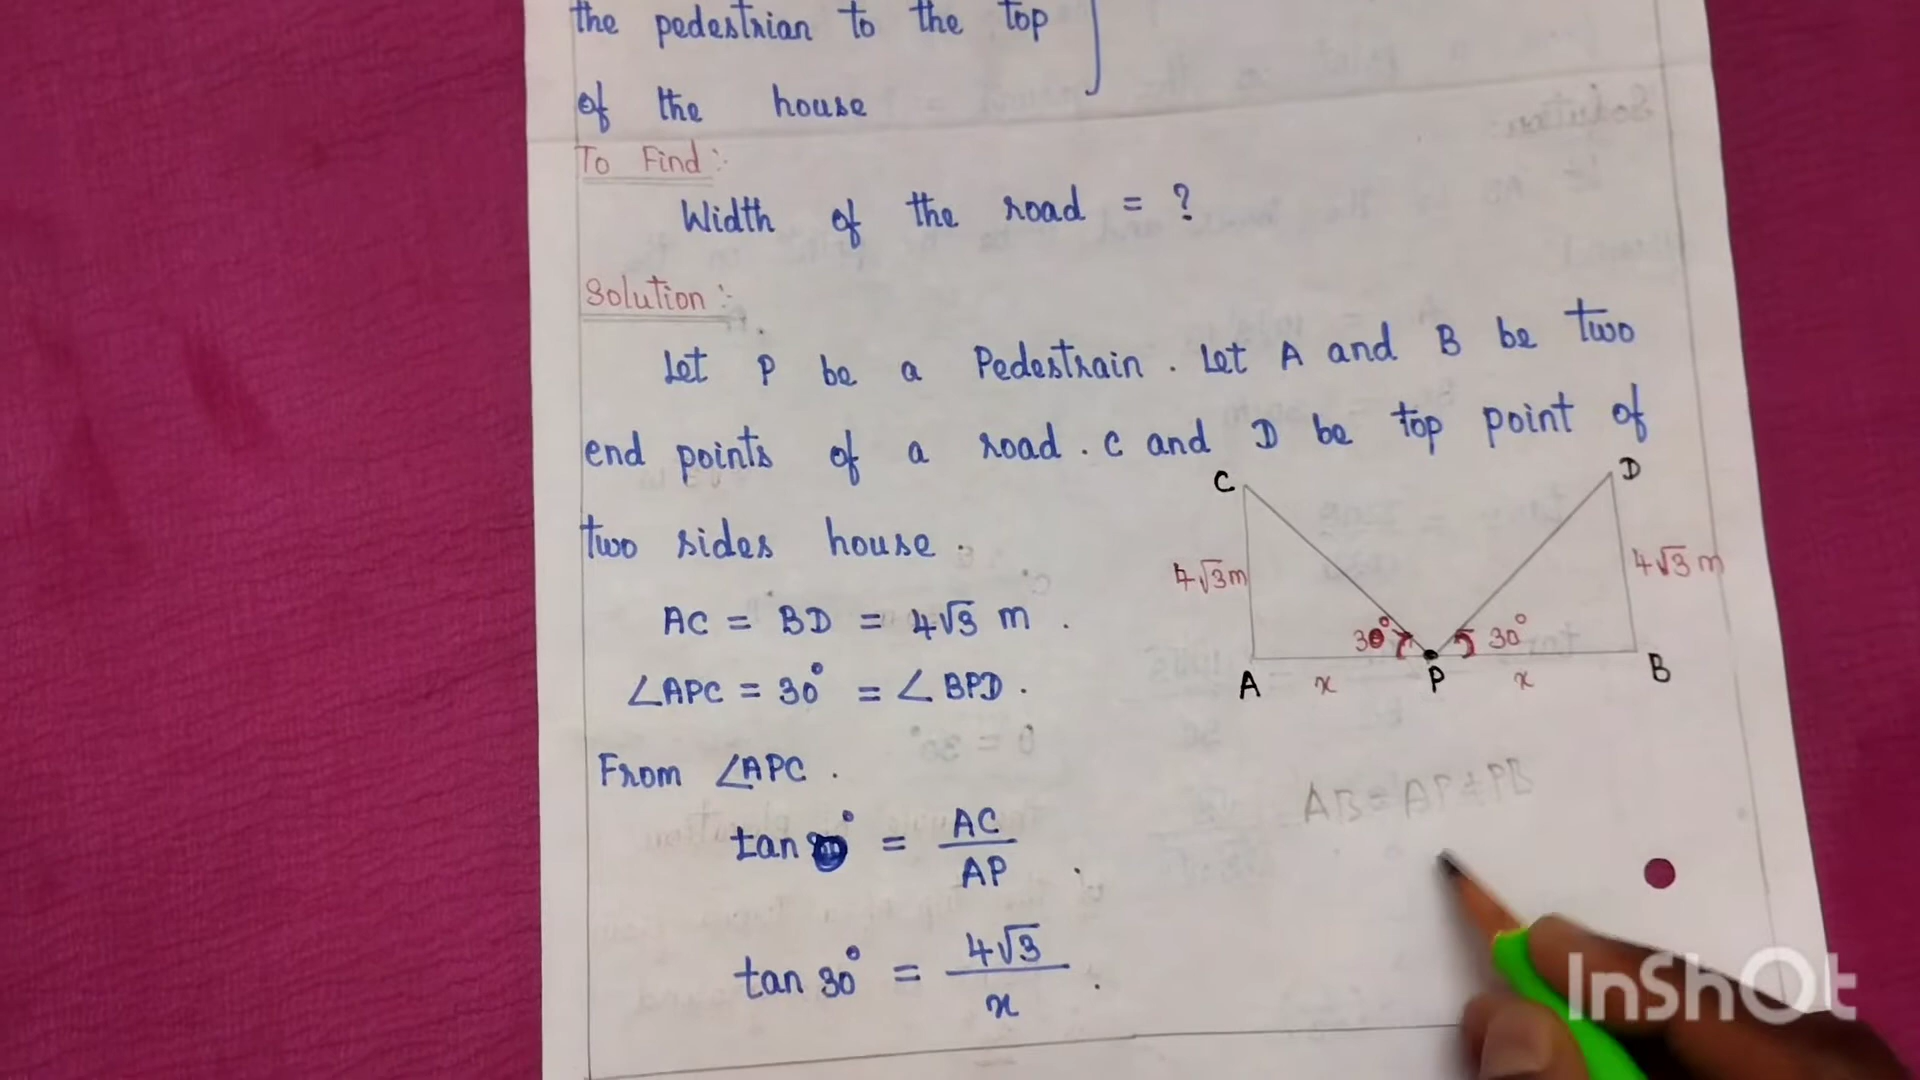 the pedestrian to the top
of the house
To Find :-
Width of the road = ?
Solution :-
Let P be a Pedestrain . Let A and B be two
end points of a road . C and D be top point of
two sides house .
AC = BD = 4√3 m .
∠APC = 30° = ∠BPD .
From ∠APC .
tan ° = AC / AP .
tan 30° = 4√3 / x .
C
D
4√3m
4√3 m
30°
30°
A
x
P
x
B
AB = AP + PB
InShOt